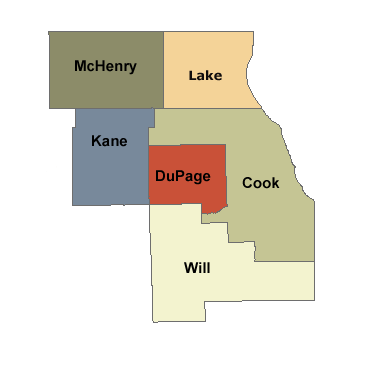 McHenry
Lake
Kane
DuPage
Cook
Will